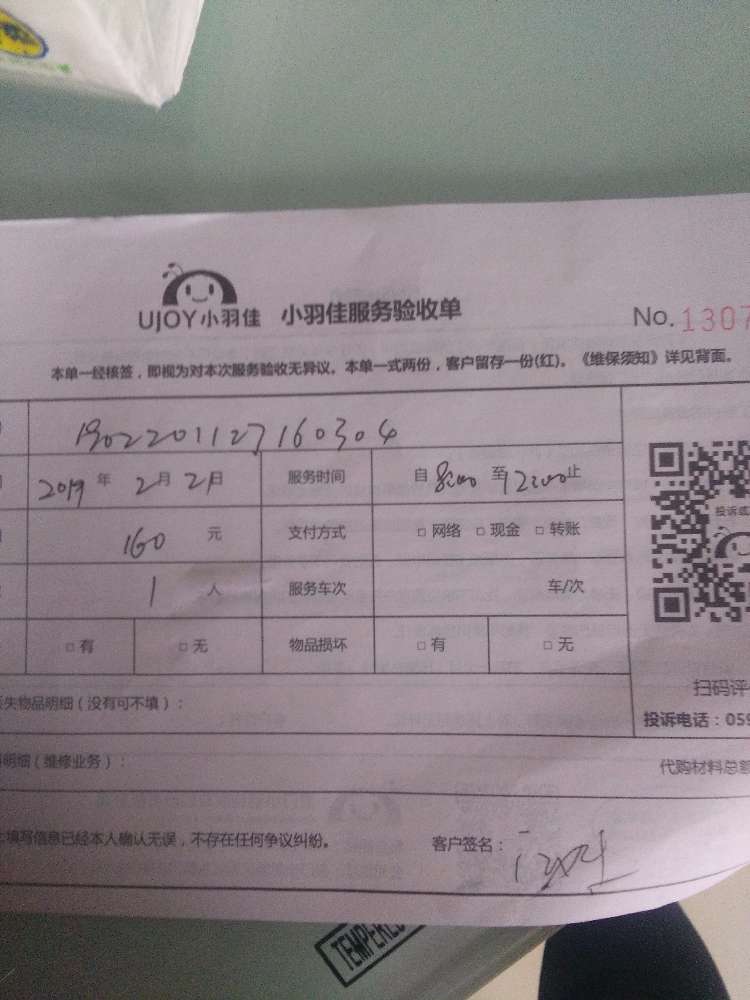 UJOY小羽佳 小羽佳服务验收单 No.1307
本单一经核签，即视为对本次服务验收无异议。本单一式两份，客户留存一份(红)。《维保须知》详见背面。
1902201127160304
2019年 2月 2日 服务时间 自 8:00 至 12:00 止
160 元 支付方式 □ 网络 □ 现金 □ 转账
1 人 服务车次 车/次
□ 有 □ 无 物品损坏 □ 有 □ 无
失物品明细（没有可不填）：
扫码评
投诉电话：059
明细（维修业务）：
代购材料总额
填写信息已经本人确认无误，不存在任何争议纠纷。 客户签名：
TEMPERED